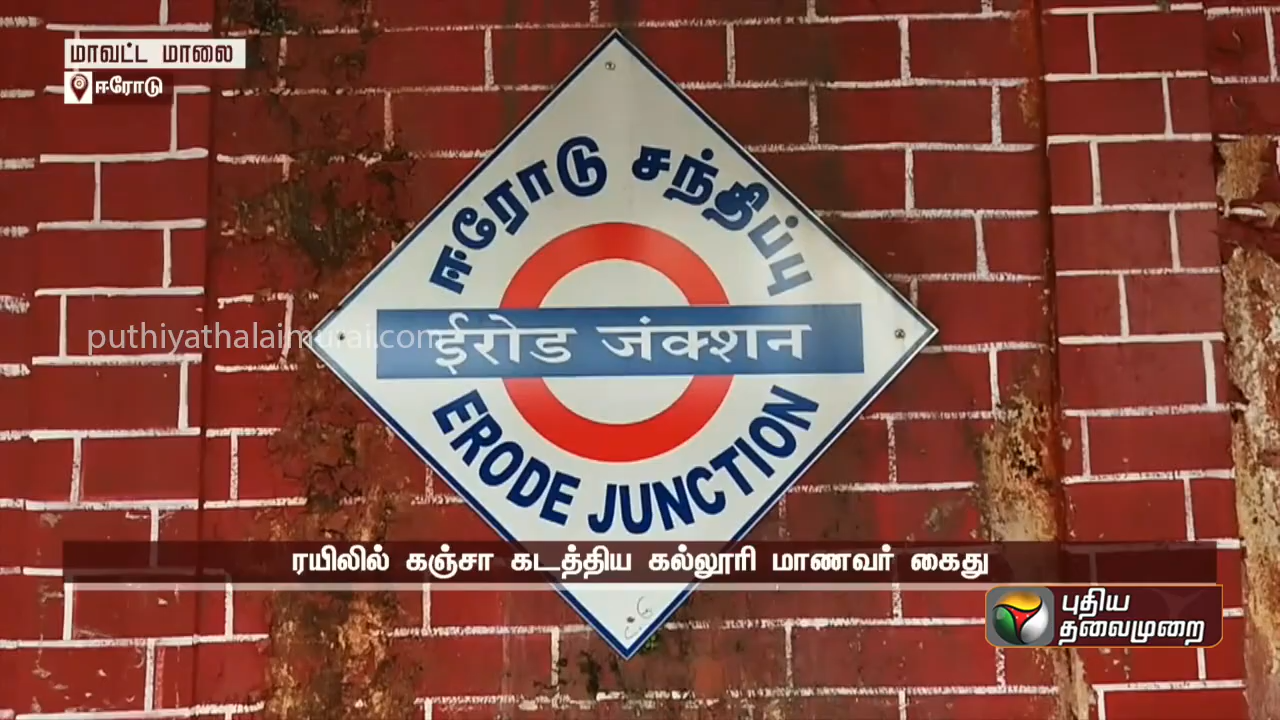 மாவட்ட மாலை
ஈரோடு
ஈரோடு சந்திப்பு
puthiyathalaimurai.com
ईरोड जंक्शन
ERODE JUNCTION
ரயிலில் கஞ்சா கடத்திய கல்லூரி மாணவர் கைது
புதிய
தலைமுறை